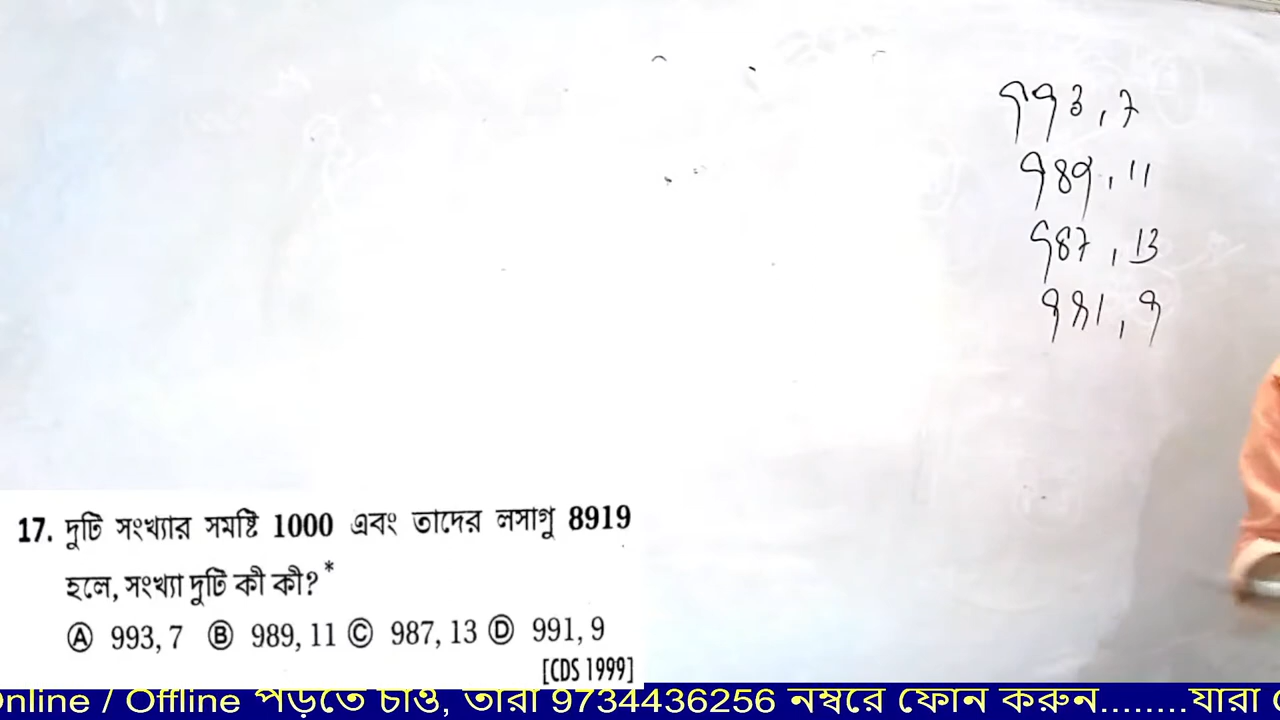 993, 7
989, 11
987, 13
991, 9
17. দুটি সংখ্যার সমষ্টি 1000 এবং তাদের লসাগু 8919
হলে, সংখ্যা দুটি কী কী?*
Ⓐ 993, 7 Ⓑ 989, 11 Ⓒ 987, 13 Ⓓ 991, 9
[CDS 1999]
Online / Offline পড়তে চাও, তারা 9734436256 নম্বরে ফোন করুন........যারা